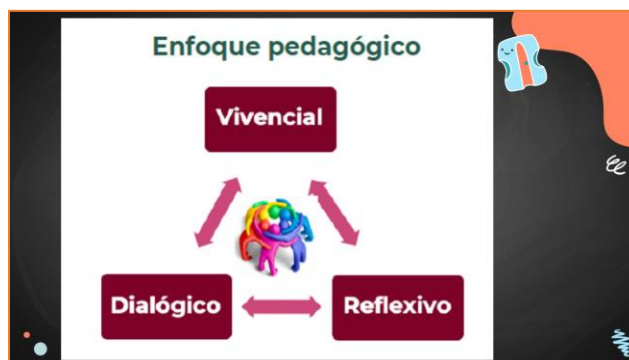 Enfoque pedagógico
Vivencial
Dialógico
Reflexivo